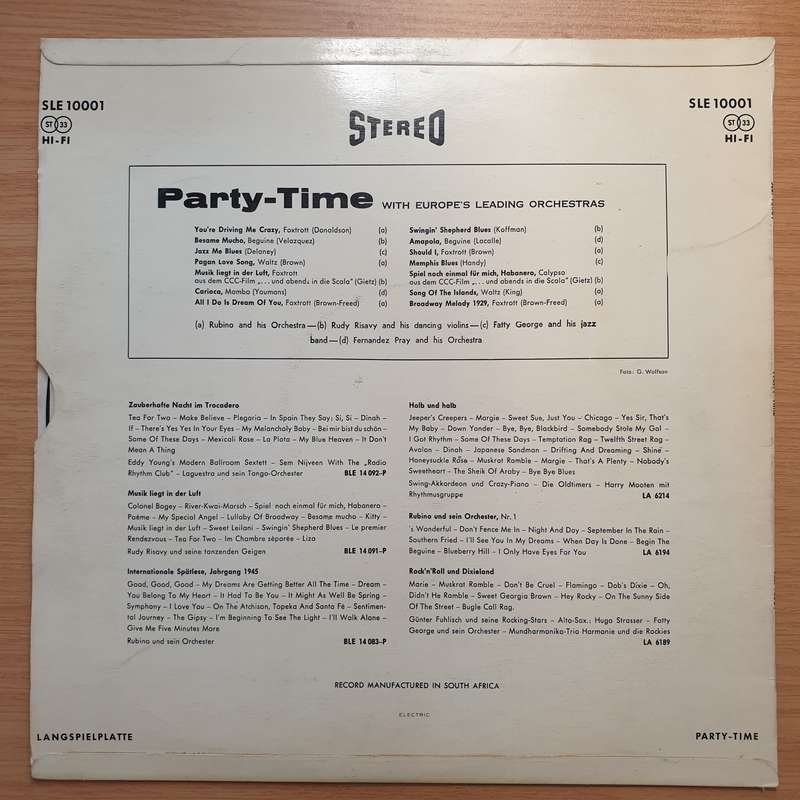 SLE 10001
ST 33
HI-FI
STEREO
SLE 10001
ST 33
HI-FI
Party-Time WITH EUROPE'S LEADING ORCHESTRAS
You're Driving Me Crazy, Foxtrott (Donaldson) (a)
Besame Mucho, Beguine (Velazquez) (b)
Jazz Me Blues (Delaney) (c)
Pagan Love Song, Waltz (Brown) (a)
Musik liegt in der Luft, Foxtrott
aus dem CCC-Film „... und abends in die Scala" (Gietz) (b)
Carioca, Mambo (Youmans) (d)
All I Do Is Dream Of You, Foxtrott (Brown-Freed) (a)
Swingin' Shepherd Blues (Koffman) (b)
Amapola, Beguine (Lacalle) (d)
Should I, Foxtrott (Brown) (a)
Memphis Blues (Handy) (c)
Spiel noch einmal für mich, Habanero, Calypso
aus dem CCC-Film „... und abends in die Scala" (Gietz) (b)
Song Of The Islands, Waltz (King) (a)
Broadway Melody 1929, Foxtrott (Brown-Freed) (a)
(a) Rubino and his Orchestra — (b) Rudy Risavy and his dancing violins — (c) Fatty George and his jazz
band — (d) Fernandez Pray and his Orchestra
Foto: G. Wolfson
Zauberhafte Nacht im Trocadero
Tea For Two – Make Believe – Plegaria – In Spain They Say: Si, Si – Dinah –
If – There's Yes Yes In Your Eyes – My Melancholy Baby – Bei mir bist du schön –
Some Of These Days – Mexicali Rose – La Plata – My Blue Heaven – It Don't
Mean A Thing
Eddy Young's Modern Ballroom Sextett – Sem Nijveen With The „Radio
Rhythm Club" – Laguestra und sein Tango-Orchester BLE 14 092-P
Musik liegt in der Luft
Colonel Bogey – River-Kwai-Marsch – Spiel noch einmal für mich, Habanero –
Poéme – My Special Angel – Lullaby Of Broadway – Besame mucho – Kitty –
Musik liegt in der Luft – Sweet Leilani – Swingin' Shepherd Blues – Le premier
Rendezvous – Tea For Two – Im Chambre séparée – Liza
Rudy Risavy und seine tanzenden Geigen BLE 14 091-P
Internationale Spätlese, Jahrgang 1945
Good, Good, Good – My Dreams Are Getting Better All The Time – Dream –
You Belong To My Heart – It Had To Be You – It Might As Well Be Spring –
Symphony – I Love You – On The Atchison, Topeka And Santa Fé – Sentimen-
tal Journey – The Gipsy – I'm Beginning To See The Light – I'll Walk Alone –
Give Me Five Minutes More
Rubino und sein Orchester BLE 14 083-P
Halb und halb
Jeeper's Creepers – Margie – Sweet Sue, Just You – Chicago – Yes Sir, That's
My Baby – Down Yonder – Bye, Bye, Blackbird – Somebody Stole My Gal –
I Got Rhythm – Some Of These Days – Temptation Rag – Twelfth Street Rag –
Avalon – Dinah – Japanese Sandman – Drifting And Dreaming – Shine –
Honeysuckle Rose – Muskrat Ramble – Margie – That's A Plenty – Nobody's
Sweetheart – The Sheik Of Araby – Bye Bye Blues
Swing-Akkordeon und Crazy-Piano – Die Oldtimers – Harry Mooten mit
Rhythmusgruppe LA 6214
Rubino und sein Orchester, Nr. 1
's Wonderful – Don't Fence Me In – Night And Day – September In The Rain –
Southern Fried – I'll See You In My Dreams – When Day Is Done – Begin The
Beguine – Blueberry Hill – I Only Have Eyes For You LA 6194
Rock'n'Roll und Dixieland
Marie – Muskrat Ramble – Don't Be Cruel – Flamingo – Dob's Dixie – Oh,
Didn't He Ramble – Sweet Georgia Brown – Hey Rocky – On The Sunny Side
Of The Street – Bugle Call Rag.
Günter Fuhlisch und seine Rocking-Stars – Alto-Sax.: Hugo Strasser – Fatty
George und sein Orchester – Mundharmonika-Trio Harmonie und die Rockies
LA 6189
RECORD MANUFACTURED IN SOUTH AFRICA
ELECTRIC
LANGSPIELPLATTE
PARTY-TIME